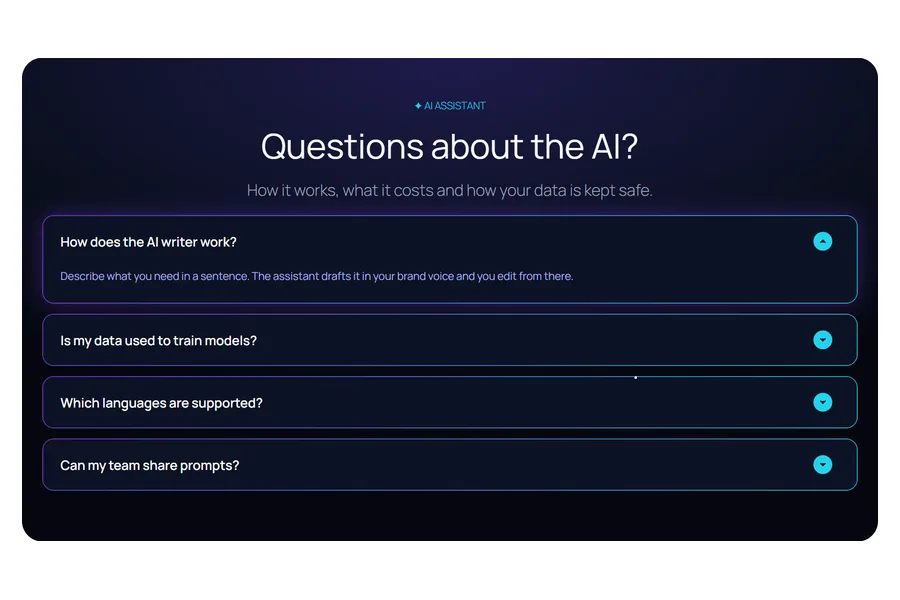 ✦ AI ASSISTANT
Questions about the AI?
How it works, what it costs and how your data is kept safe.
How does the AI writer work?
Describe what you need in a sentence. The assistant drafts it in your brand voice and you edit from there.
Is my data used to train models?
Which languages are supported?
Can my team share prompts?